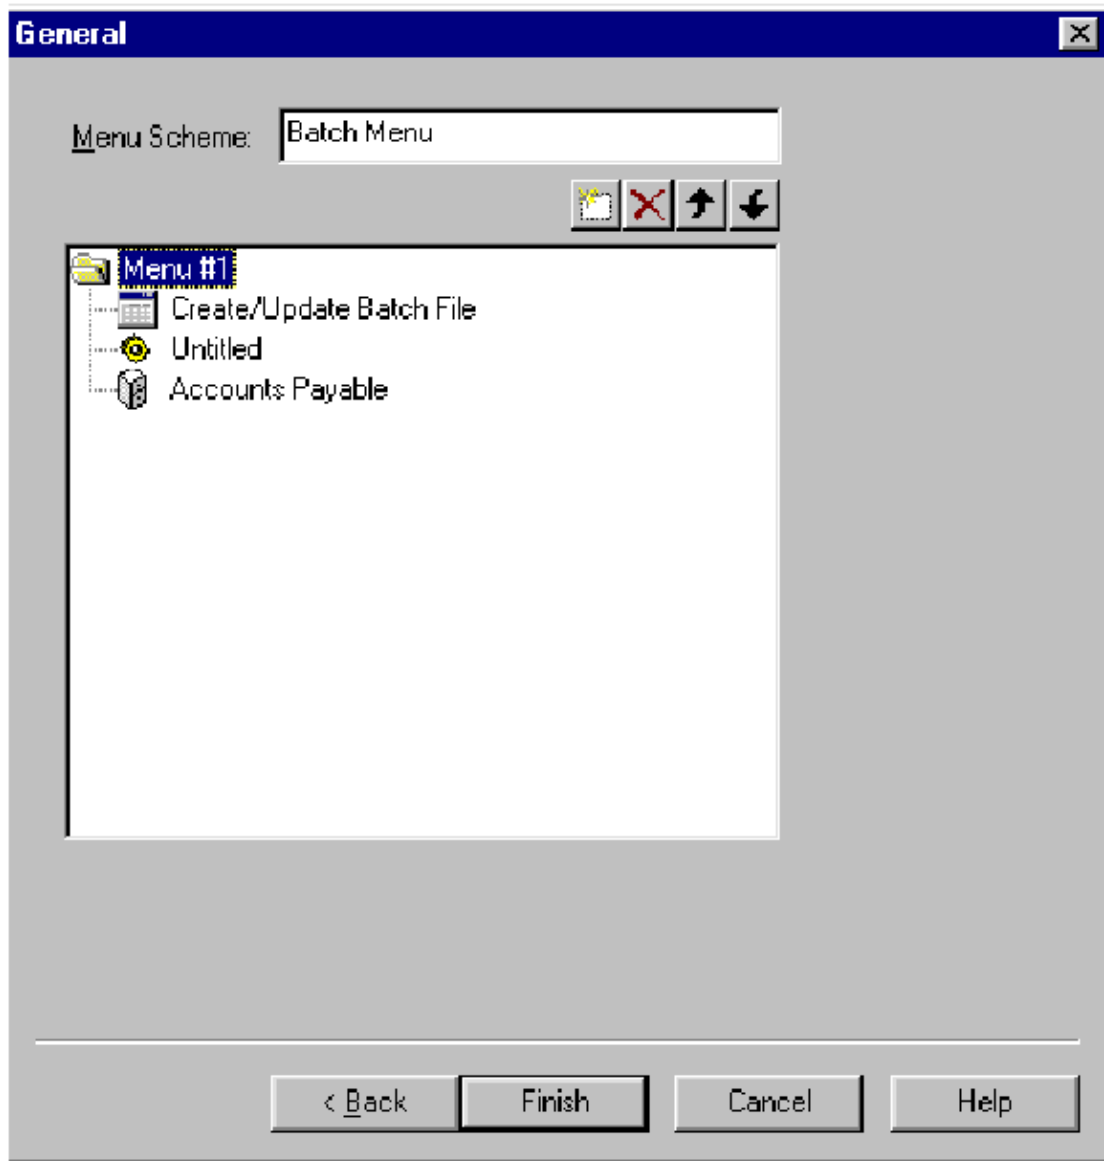 General
Menu Scheme: Batch Menu
Menu #1
Create/Update Batch File
Untitled
Accounts Payable
< Back Finish Cancel Help